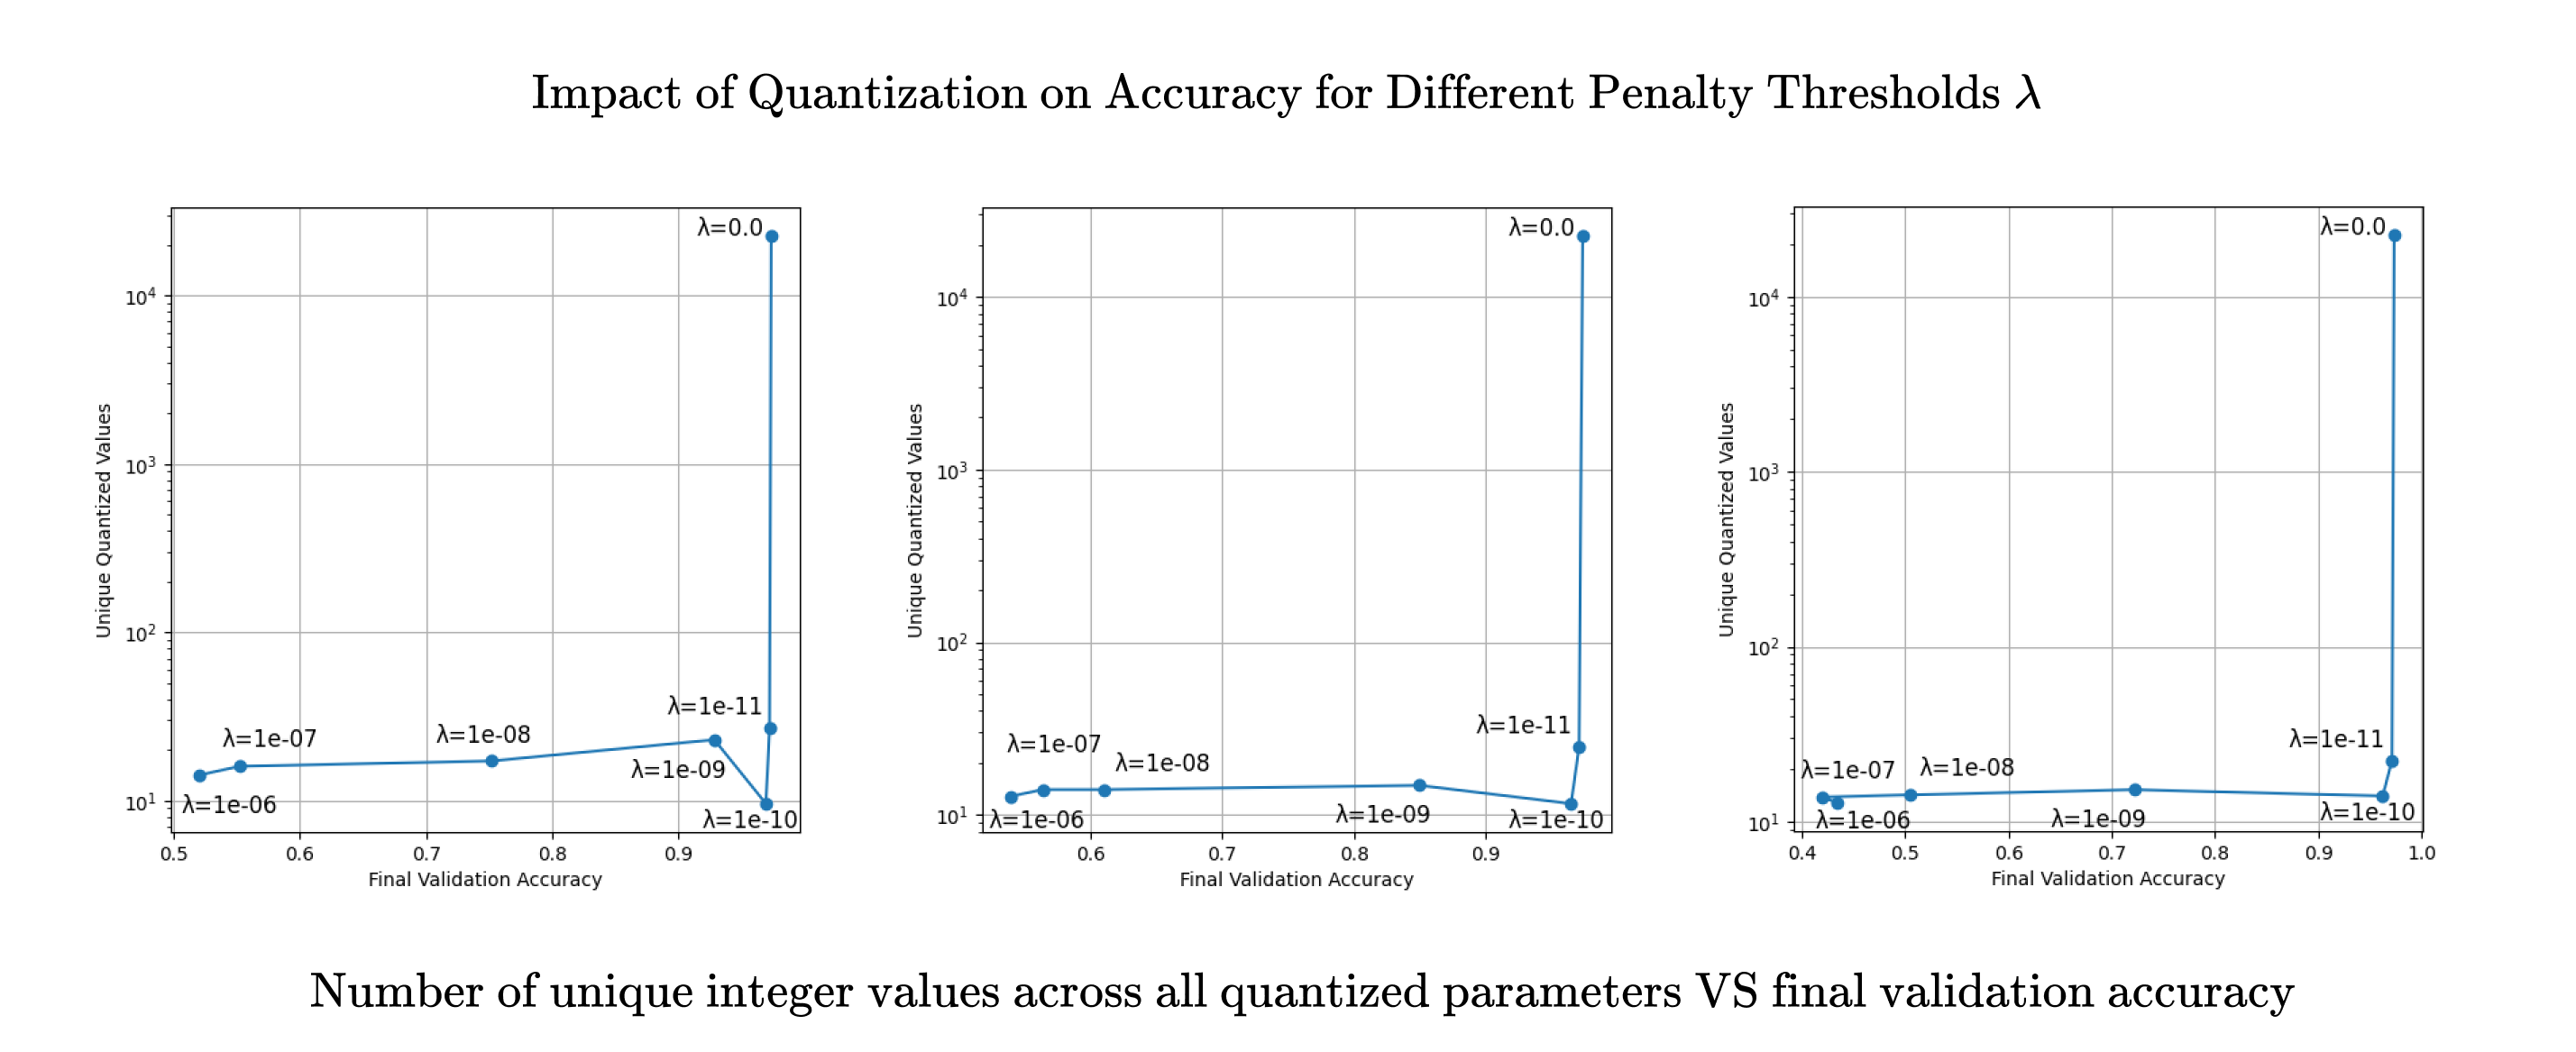 Impact of Quantization on Accuracy for Different Penalty Thresholds λ
Unique Quantized Values
10⁴
10³
10²
10¹
λ=0.0
λ=1e-11
λ=1e-07
λ=1e-08
λ=1e-09
λ=1e-06
λ=1e-10
0.5 0.6 0.7 0.8 0.9
Final Validation Accuracy
Unique Quantized Values
10⁴
10³
10²
10¹
λ=0.0
λ=1e-11
λ=1e-07
λ=1e-08
λ=1e-09
λ=1e-06
λ=1e-10
0.6 0.7 0.8 0.9
Final Validation Accuracy
Unique Quantized Values
10⁴
10³
10²
10¹
λ=0.0
λ=1e-11
λ=1e-07
λ=1e-08
λ=1e-09
λ=1e-06
λ=1e-10
0.4 0.5 0.6 0.7 0.8 0.9 1.0
Final Validation Accuracy
Number of unique integer values across all quantized parameters VS final validation accuracy